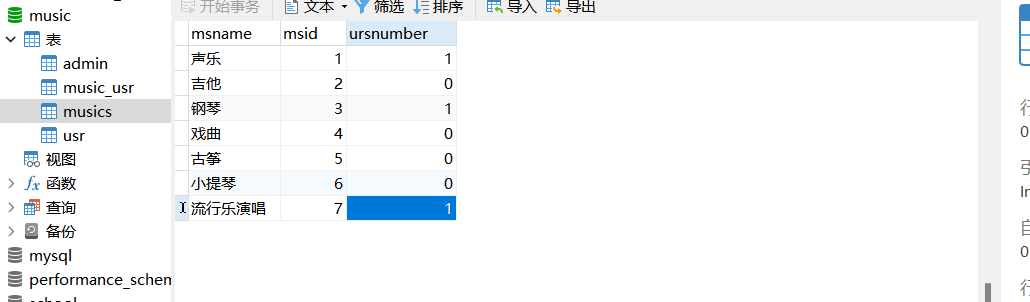 music
开始事务 文本 筛选 排序 导入 导出
表
admin
music_usr
musics
usr
视图
函数
查询
备份
mysql
performance_schem
msname msid ursnumber
声乐 1 1
吉他 2 0
钢琴 3 1
戏曲 4 0
古筝 5 0
小提琴 6 0
流行乐演唱 7 1
0
0